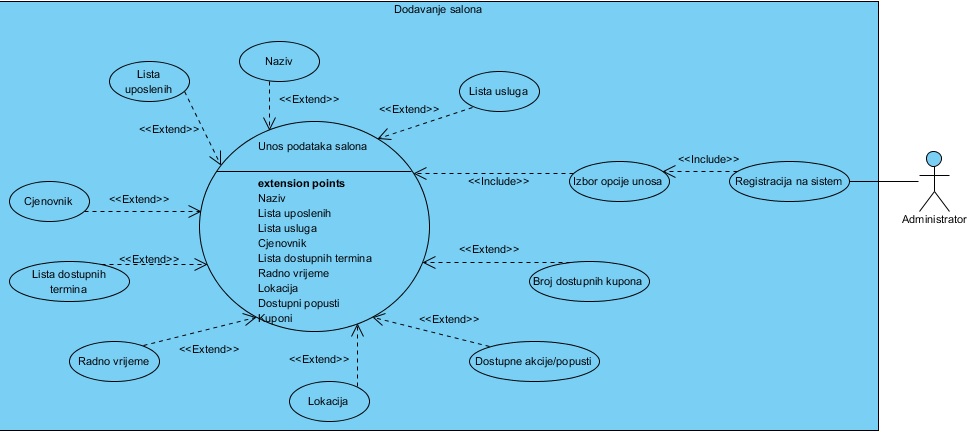 Dodavanje salona
Naziv
Lista
uposlenih
Lista usluga
<<Extend>>
<<Extend>>
<<Extend>>
Unos podataka salona
<<Include>>
<<Include>>
Izbor opcije unosa
Registracija na sistem
Administrator
extension points
Naziv
Lista uposlenih
Lista usluga
Cjenovnik
Lista dostupnih termina
Radno vrijeme
Lokacija
Dostupni popusti
Kuponi
Cjenovnik
<<Extend>>
<<Extend>>
Lista dostupnih
termina
<<Extend>>
Broj dostupnih kupona
<<Extend>>
<<Extend>>
<<Extend>>
Radno vrijeme
Dostupne akcije/popusti
Lokacija